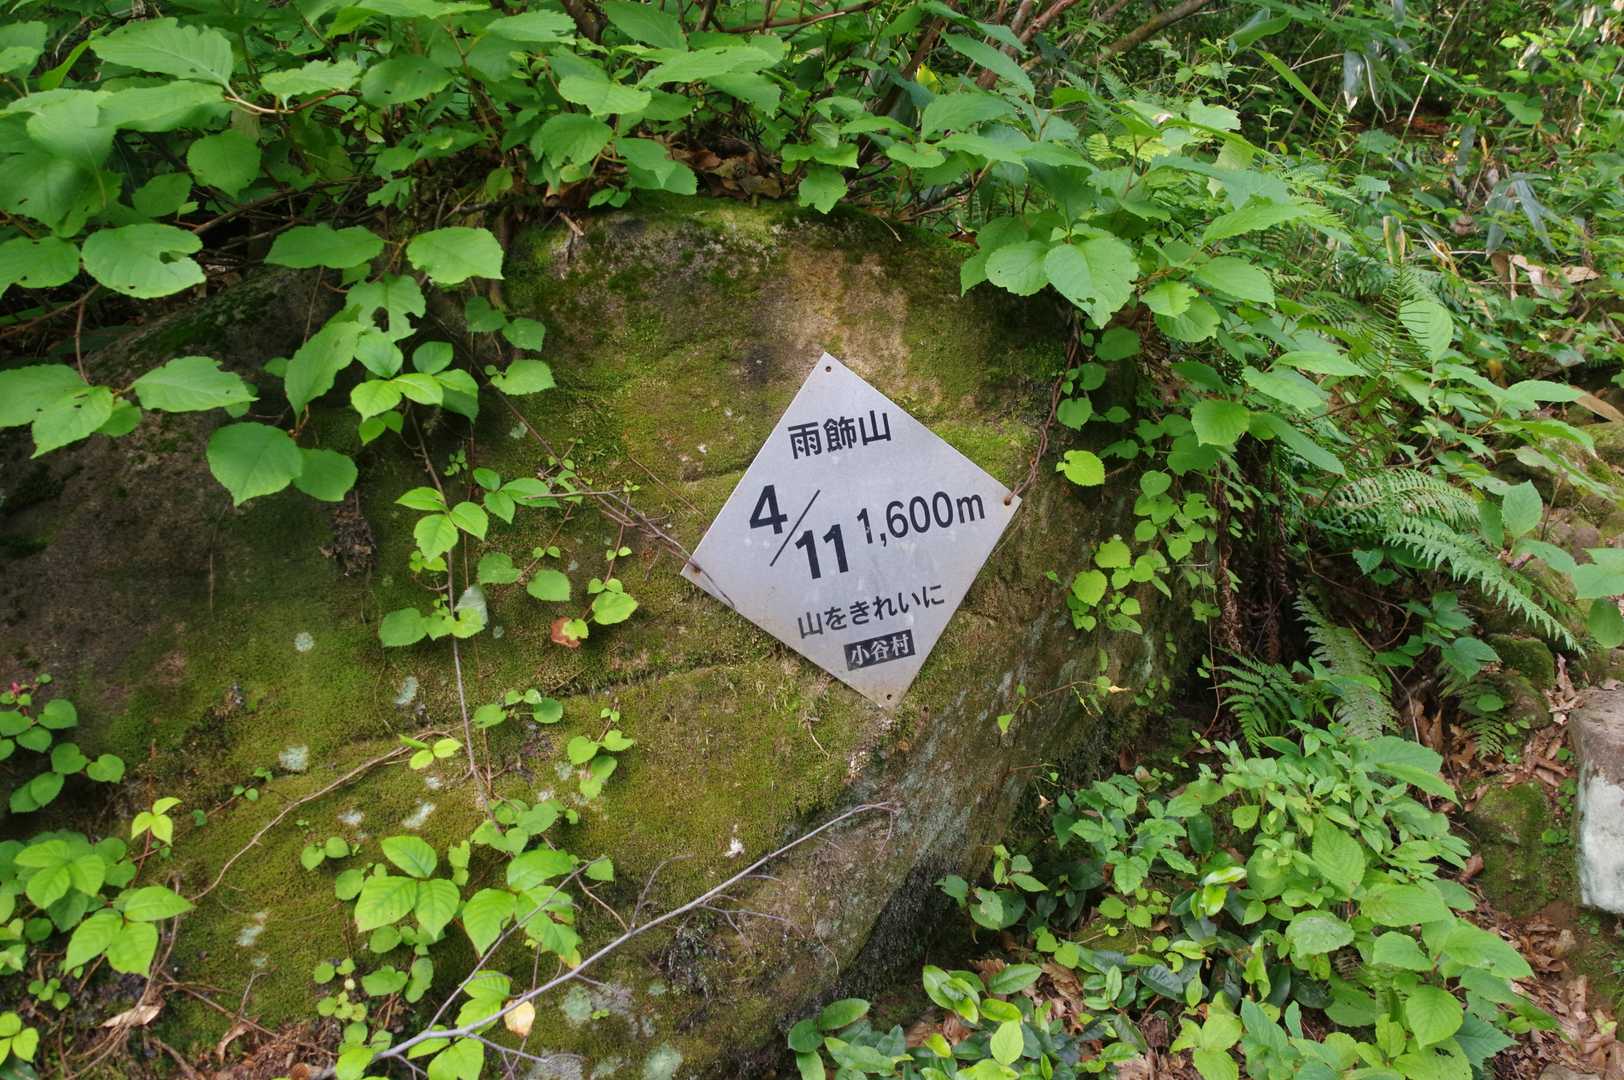 雨飾山
4/11 1,600m
山をきれいに
小谷村